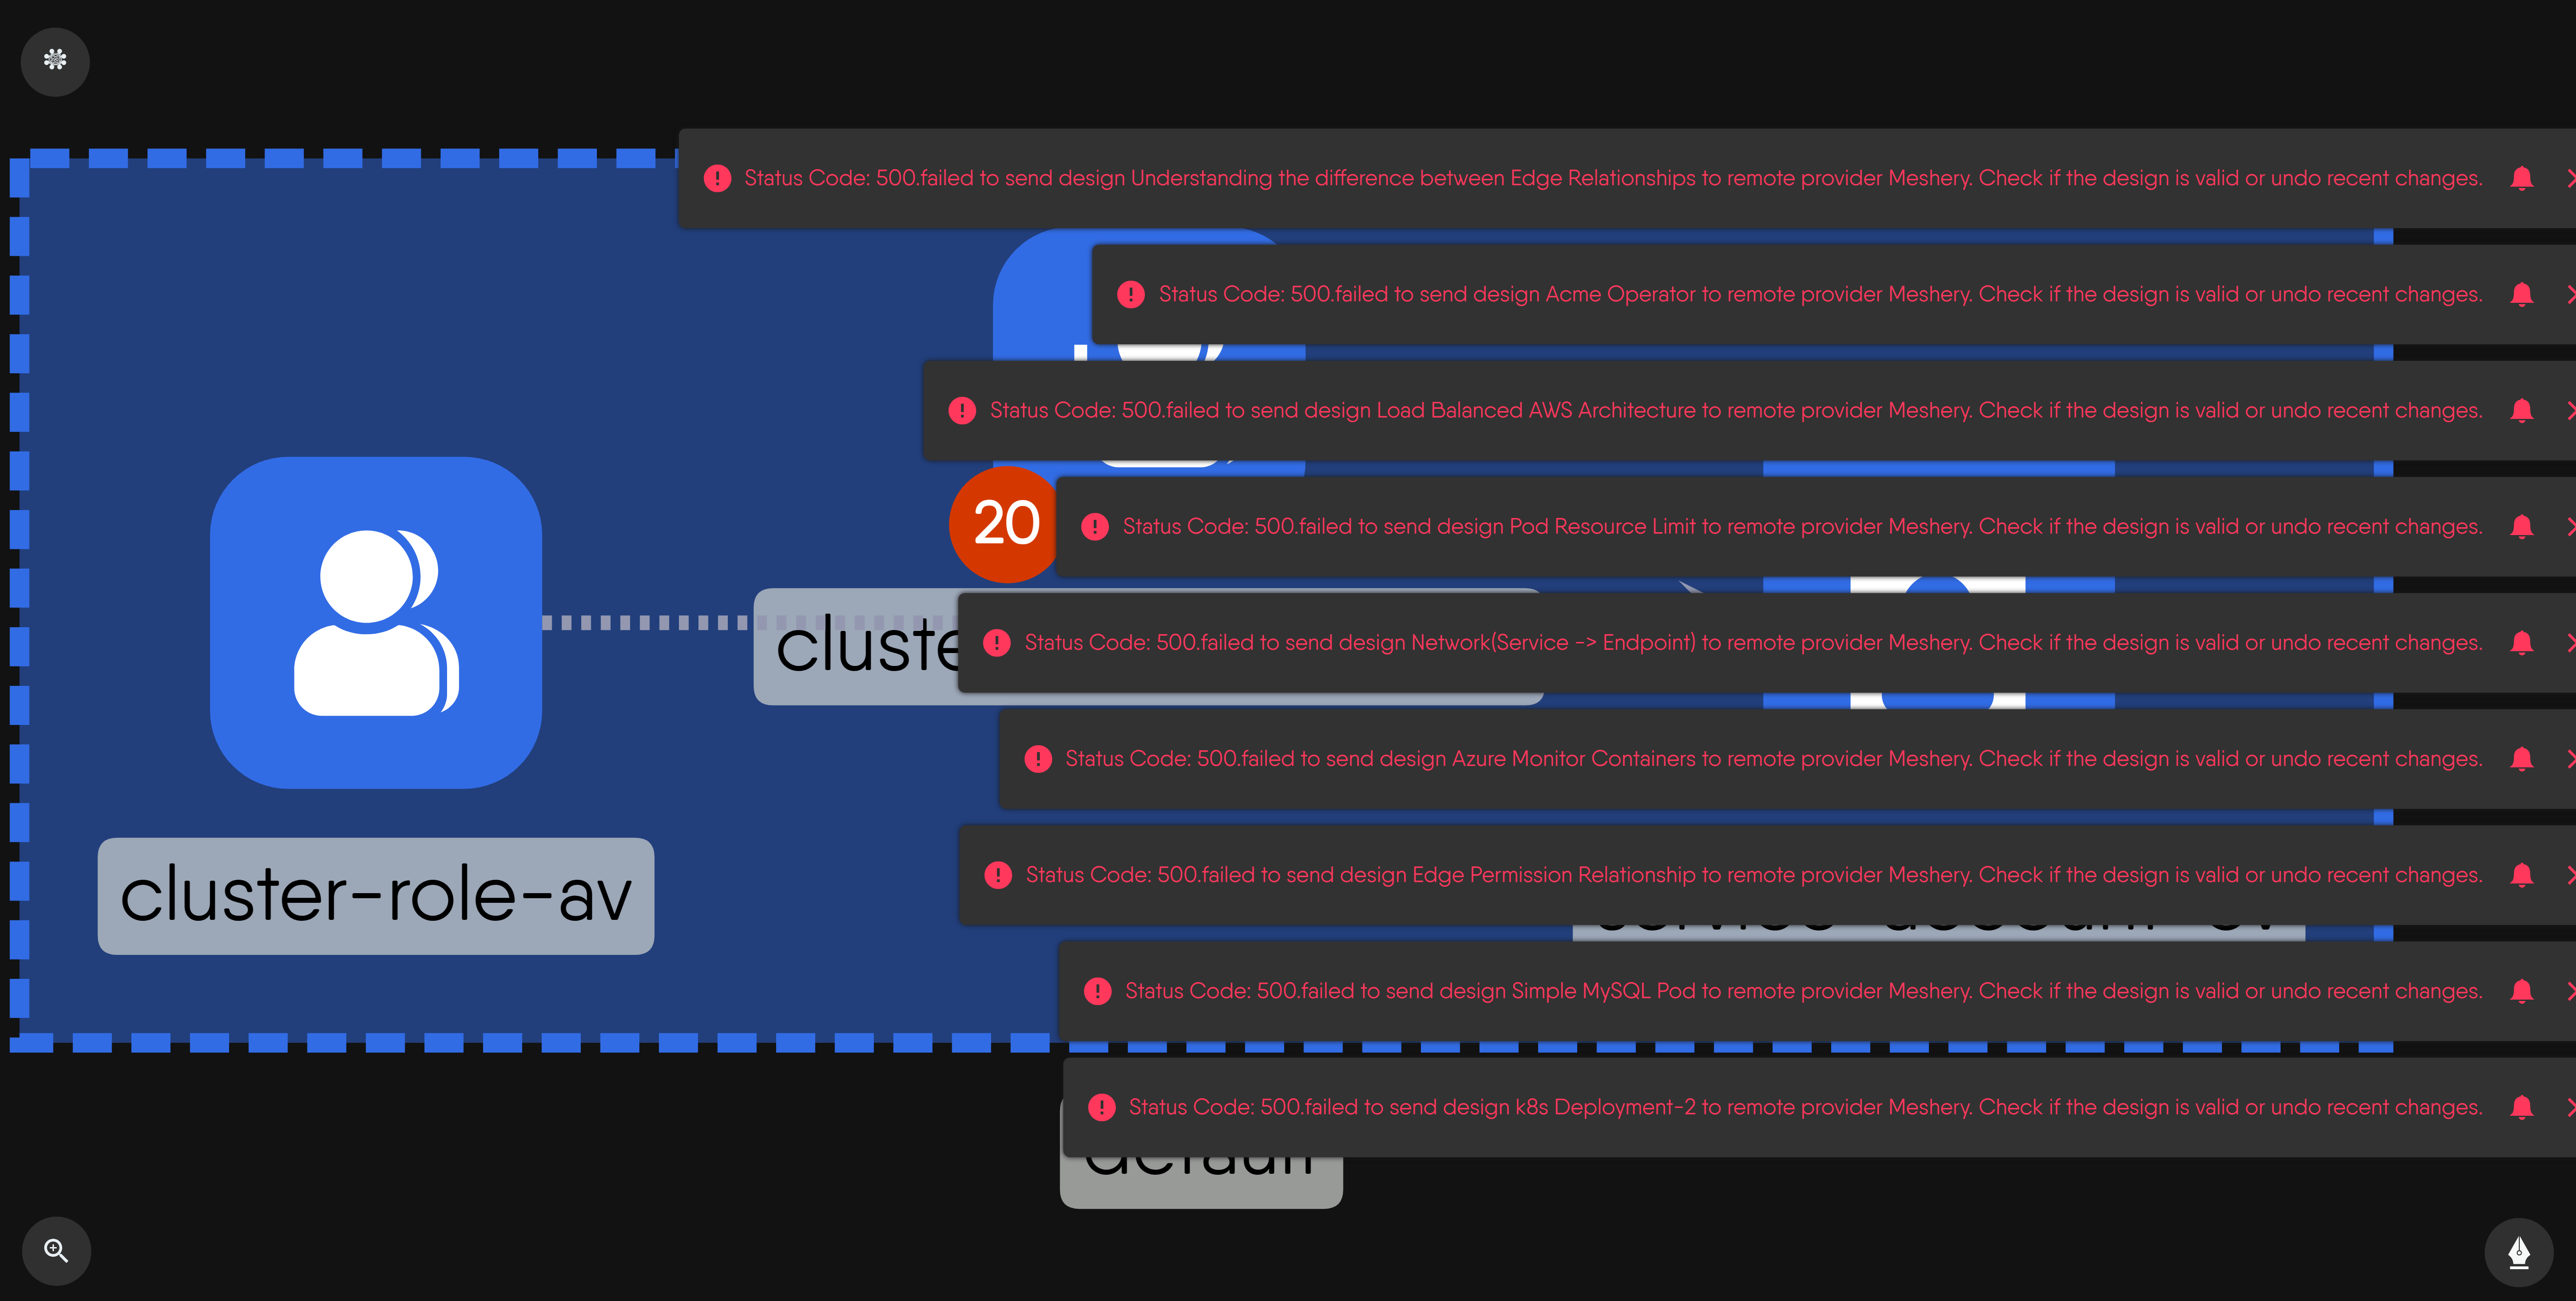 Status Code: 500.failed to send design Understanding the difference between Edge Relationships to remote provider Meshery. Check if the design is valid or undo recent changes.
Status Code: 500.failed to send design Acme Operator to remote provider Meshery. Check if the design is valid or undo recent changes.
Status Code: 500.failed to send design Load Balanced AWS Architecture to remote provider Meshery. Check if the design is valid or undo recent changes.
20
Status Code: 500.failed to send design Pod Resource Limit to remote provider Meshery. Check if the design is valid or undo recent changes.
cluste
Status Code: 500.failed to send design Network(Service -> Endpoint) to remote provider Meshery. Check if the design is valid or undo recent changes.
Status Code: 500.failed to send design Azure Monitor Containers to remote provider Meshery. Check if the design is valid or undo recent changes.
Status Code: 500.failed to send design Edge Permission Relationship to remote provider Meshery. Check if the design is valid or undo recent changes.
cluster-role-av
Status Code: 500.failed to send design Simple MySQL Pod to remote provider Meshery. Check if the design is valid or undo recent changes.
Status Code: 500.failed to send design k8s Deployment-2 to remote provider Meshery. Check if the design is valid or undo recent changes.
default